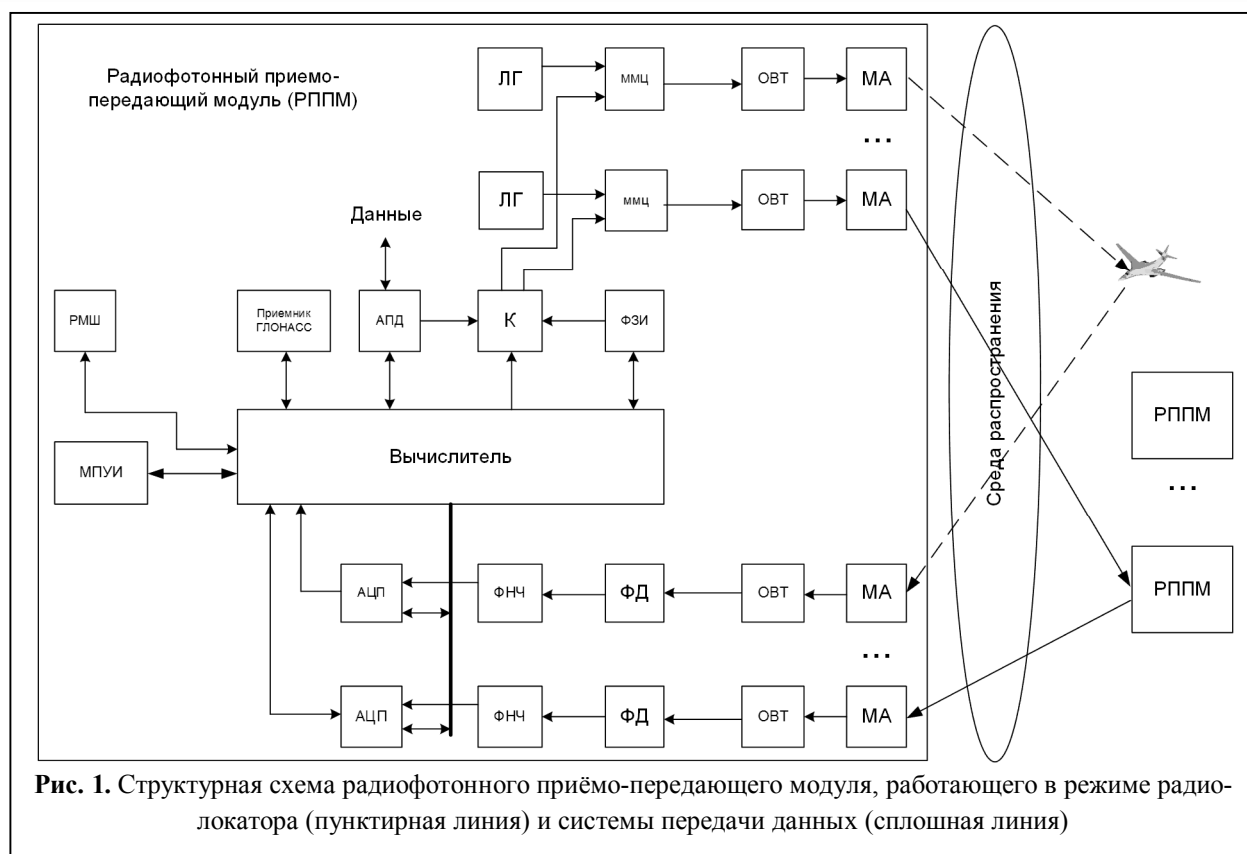 Радиофотонный приемо-
передающий модуль (РППМ)
ЛГ
ММЦ
ОВТ
МА
...
ЛГ
ММЦ
ОВТ
МА
Данные
РМШ
Приемник
ГЛОНАСС
АПД
К
ФЗИ
Среда распространения
МПУИ
Вычислитель
РППМ
...
РППМ
АЦП
ФНЧ
ФД
ОВТ
МА
...
АЦП
ФНЧ
ФД
ОВТ
МА
Рис. 1. Структурная схема радиофотонного приёмо-передающего модуля, работающего в режиме радио-
локатора (пунктирная линия) и системы передачи данных (сплошная линия)